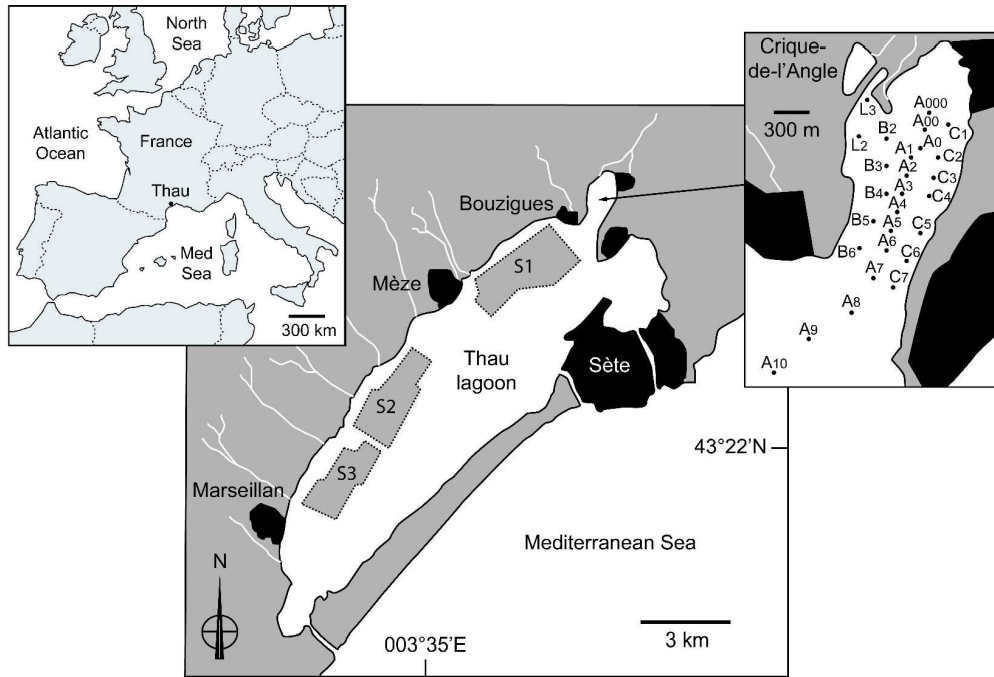 North
Sea
Atlantic
Ocean
France
Thau
Med
Sea
300 km
Crique-
de-l'Angle
300 m
L3
A000
A00
C1
L2
B2
A0
A1
C2
B3
A2
C3
B4
A3
C4
A4
B5
A5
C5
B6
A6
C6
A7
C7
A8
A9
A10
Bouzigues
S1
Mèze
Thau
lagoon
Sète
S2
S3
43°22'N
Marseillan
Mediterranean Sea
N
3 km
003°35'E